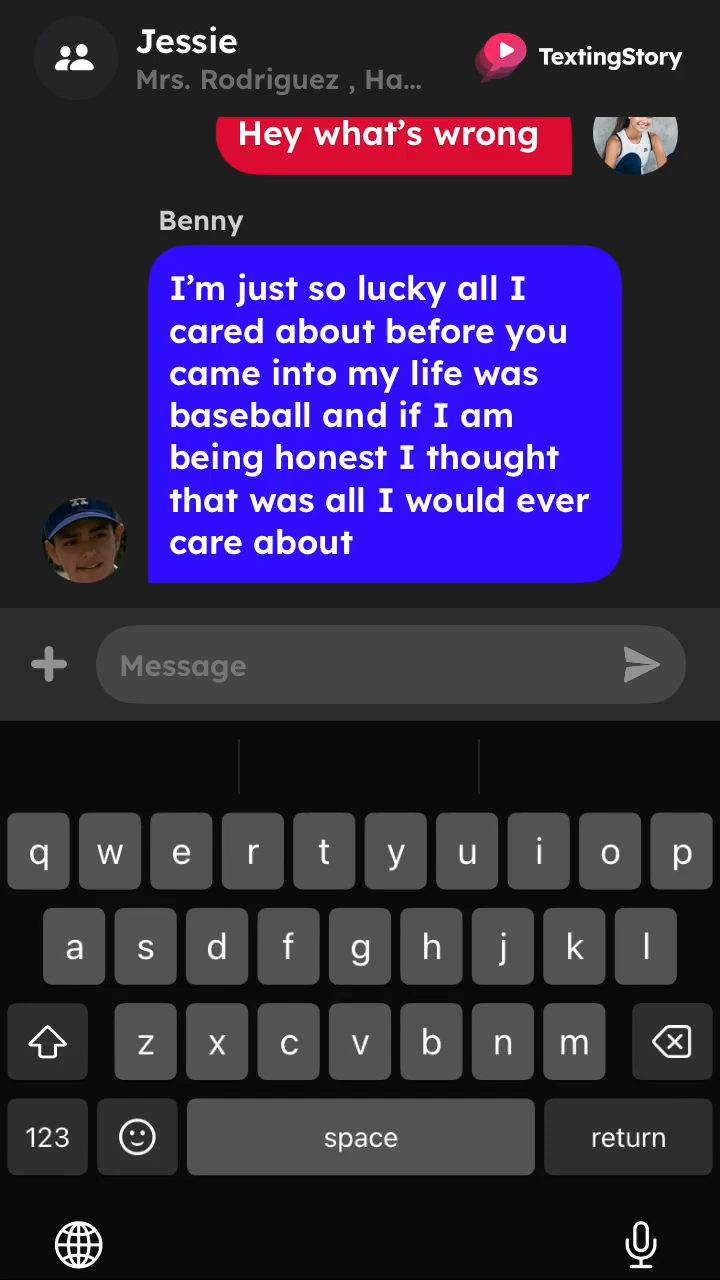 Jessie
Mrs. Rodriguez , Ha...
TextingStory
Hey what’s wrong
Benny
I’m just so lucky all I
cared about before you
came into my life was
baseball and if I am
being honest I thought
that was all I would ever
care about
Message
q w e r t y u i o p
a s d f g h j k l
z x c v b n m
123 space return